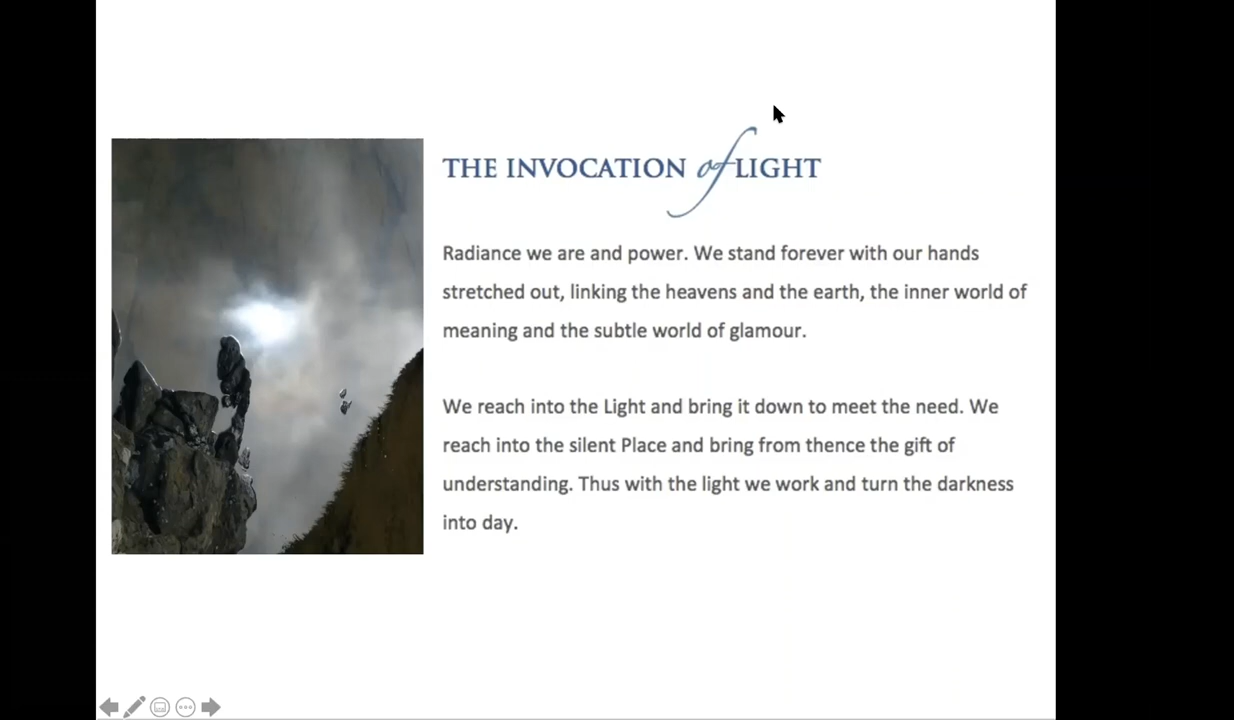 THE INVOCATION of LIGHT
Radiance we are and power. We stand forever with our hands
stretched out, linking the heavens and the earth, the inner world of
meaning and the subtle world of glamour.
We reach into the Light and bring it down to meet the need. We
reach into the silent Place and bring from thence the gift of
understanding. Thus with the light we work and turn the darkness
into day.